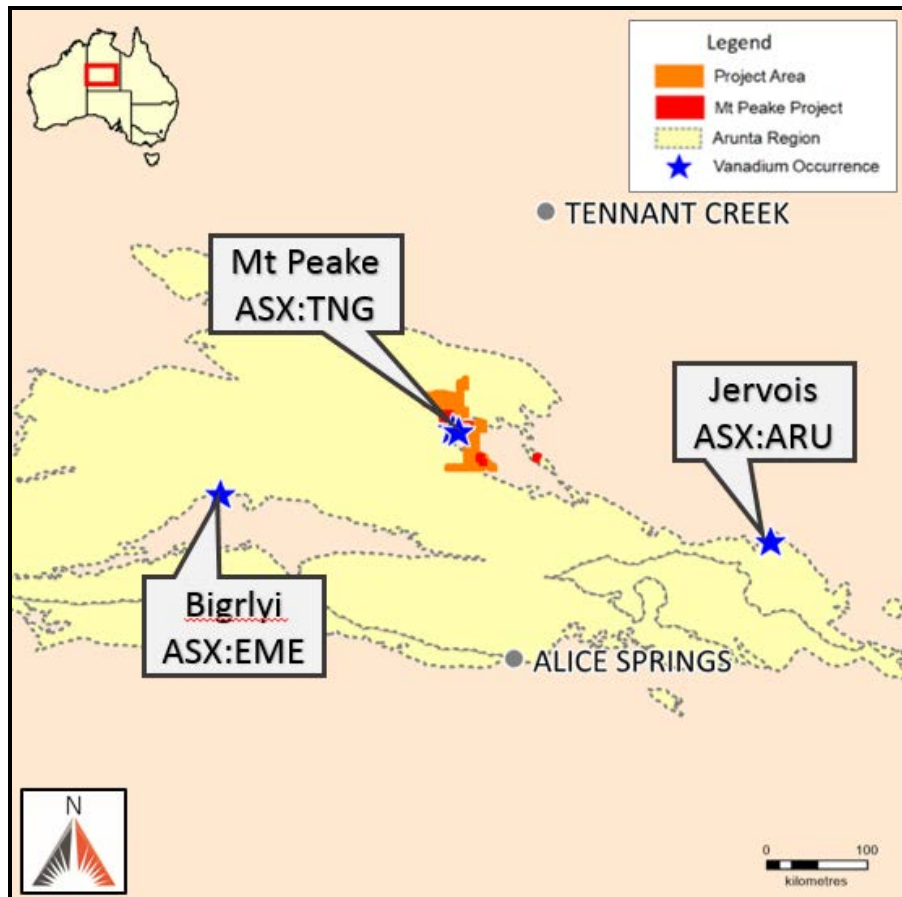 Legend
Project Area
Mt Peake Project
Arunta Region
Vanadium Occurrence
TENNANT CREEK
Mt Peake
ASX:TNG
Jervois
ASX:ARU
Bigrlyi
ASX:EME
ALICE SPRINGS
N
0 100
kilometres